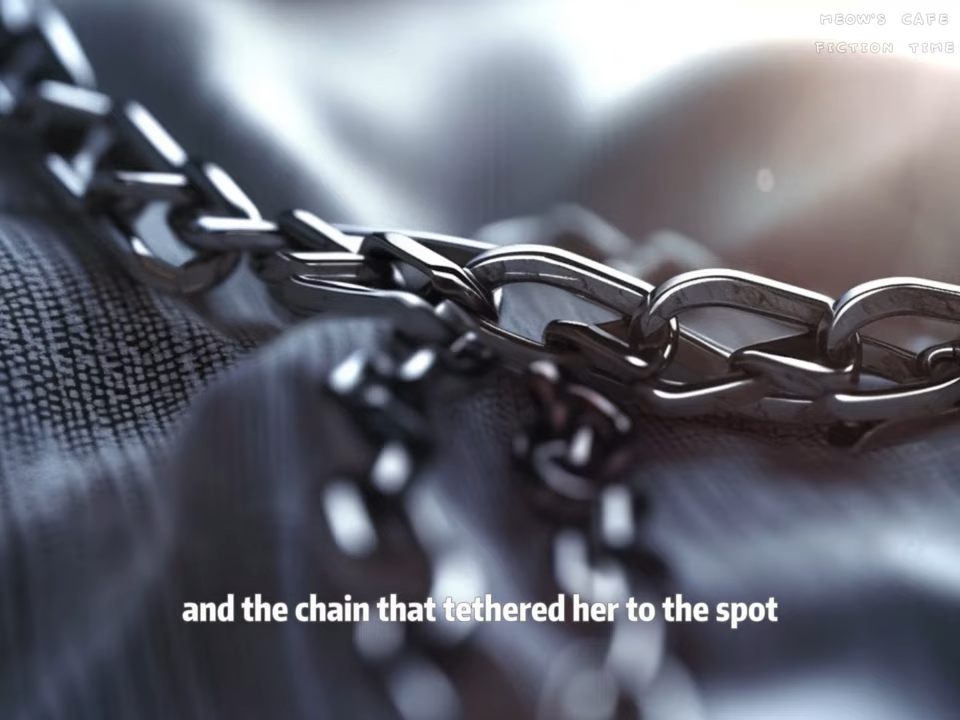 MEOW'S CAFE
FICTION TIME
and the chain that tethered her to the spot